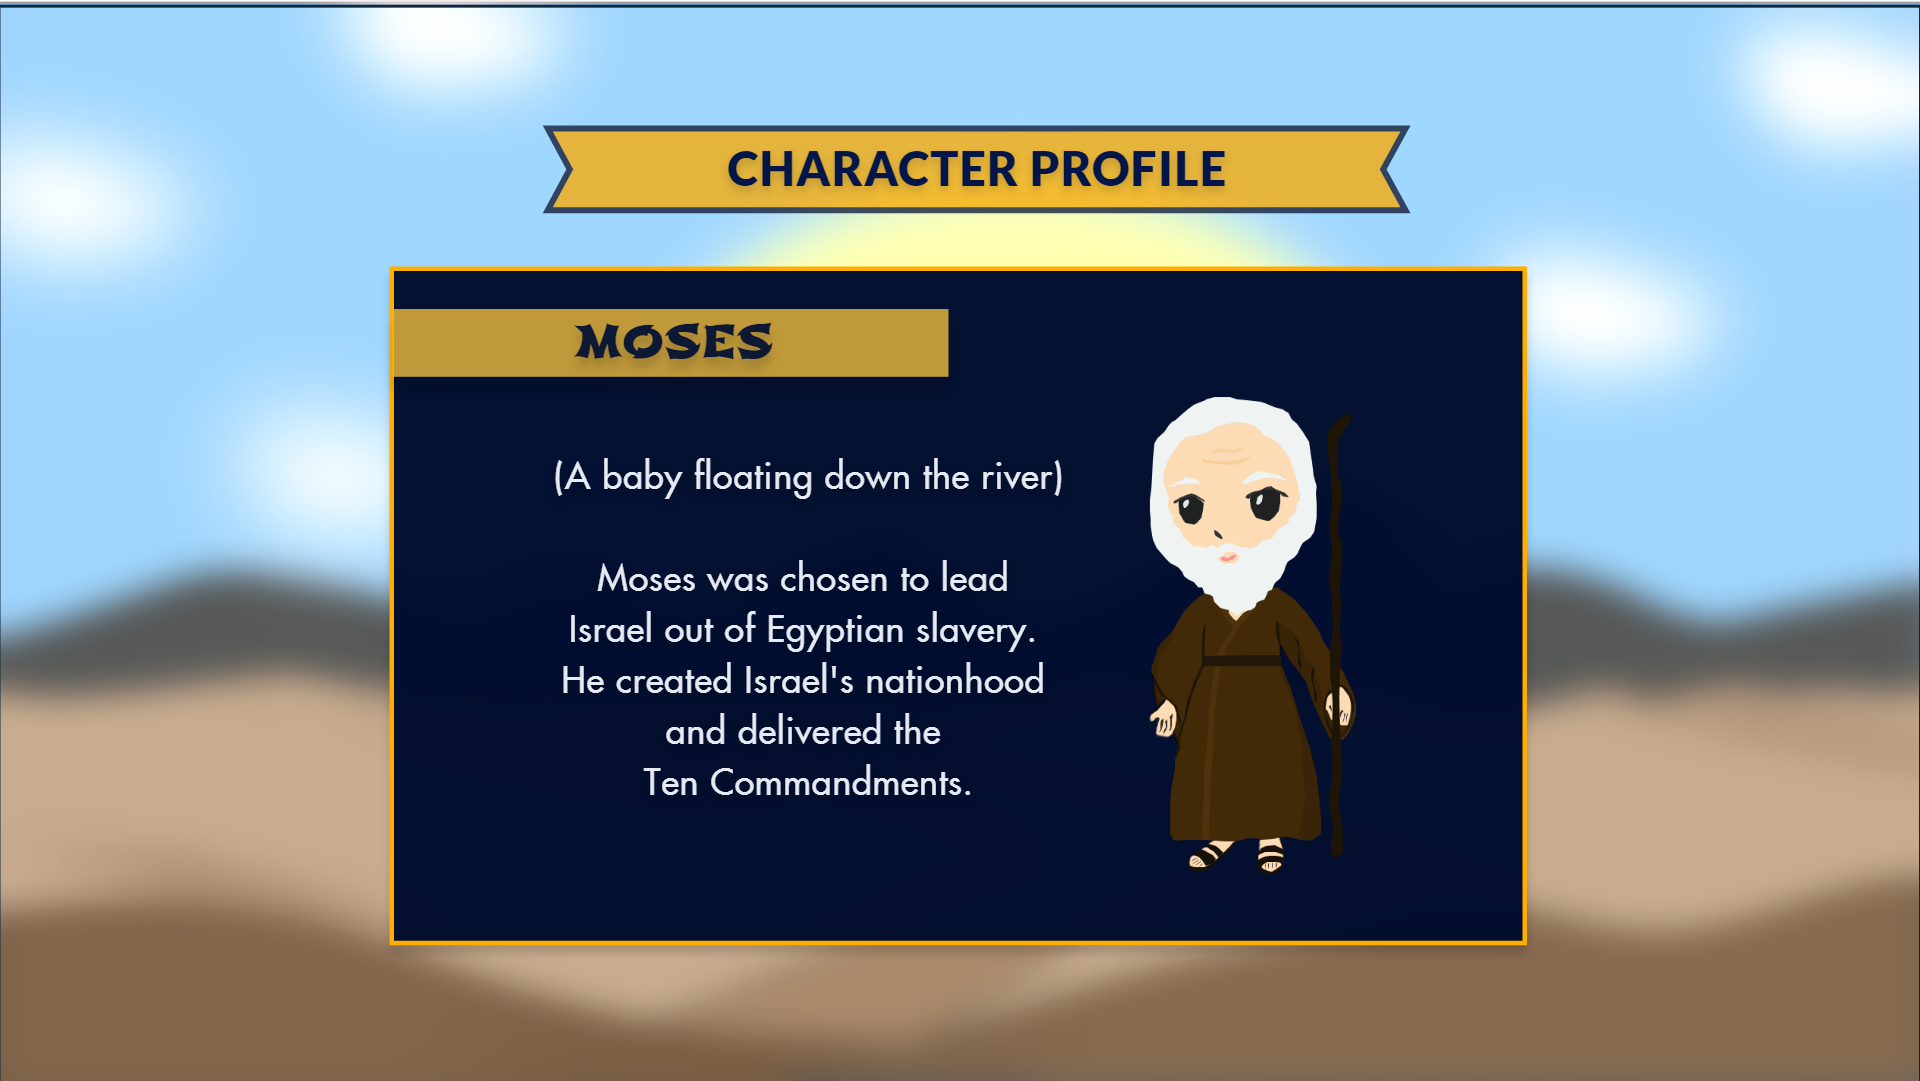 CHARACTER PROFILE
MOSES
(A baby floating down the river)
Moses was chosen to lead
Israel out of Egyptian slavery.
He created Israel's nationhood
and delivered the
Ten Commandments.